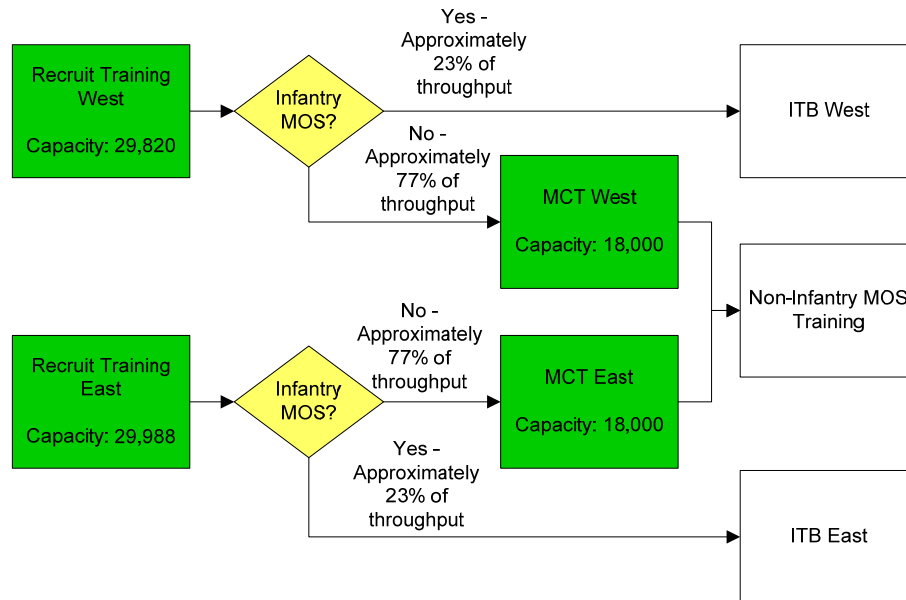 Recruit Training
West
Capacity: 29,820
Infantry
MOS?
Yes -
Approximately
23% of
throughput
ITB West
No -
Approximately
77% of
throughput
MCT West
Capacity: 18,000
Non-Infantry MOS
Training
Recruit Training
East
Capacity: 29,988
Infantry
MOS?
No -
Approximately
77% of
throughput
MCT East
Capacity: 18,000
Yes -
Approximately
23% of
throughput
ITB East